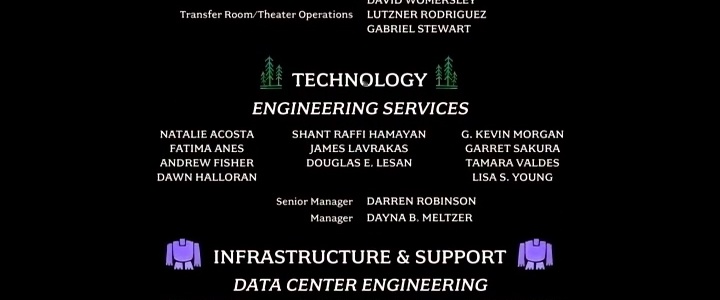 DAVID WOMERSLEY
Transfer Room/Theater Operations LUTZNER RODRIGUEZ
GABRIEL STEWART
TECHNOLOGY
ENGINEERING SERVICES
NATALIE ACOSTA SHANT RAFFI HAMAYAN G. KEVIN MORGAN
FATIMA ANES JAMES LAVRAKAS GARRET SAKURA
ANDREW FISHER DOUGLAS E. LESAN TAMARA VALDES
DAWN HALLORAN LISA S. YOUNG
Senior Manager DARREN ROBINSON
Manager DAYNA B. MELTZER
INFRASTRUCTURE & SUPPORT
DATA CENTER ENGINEERING